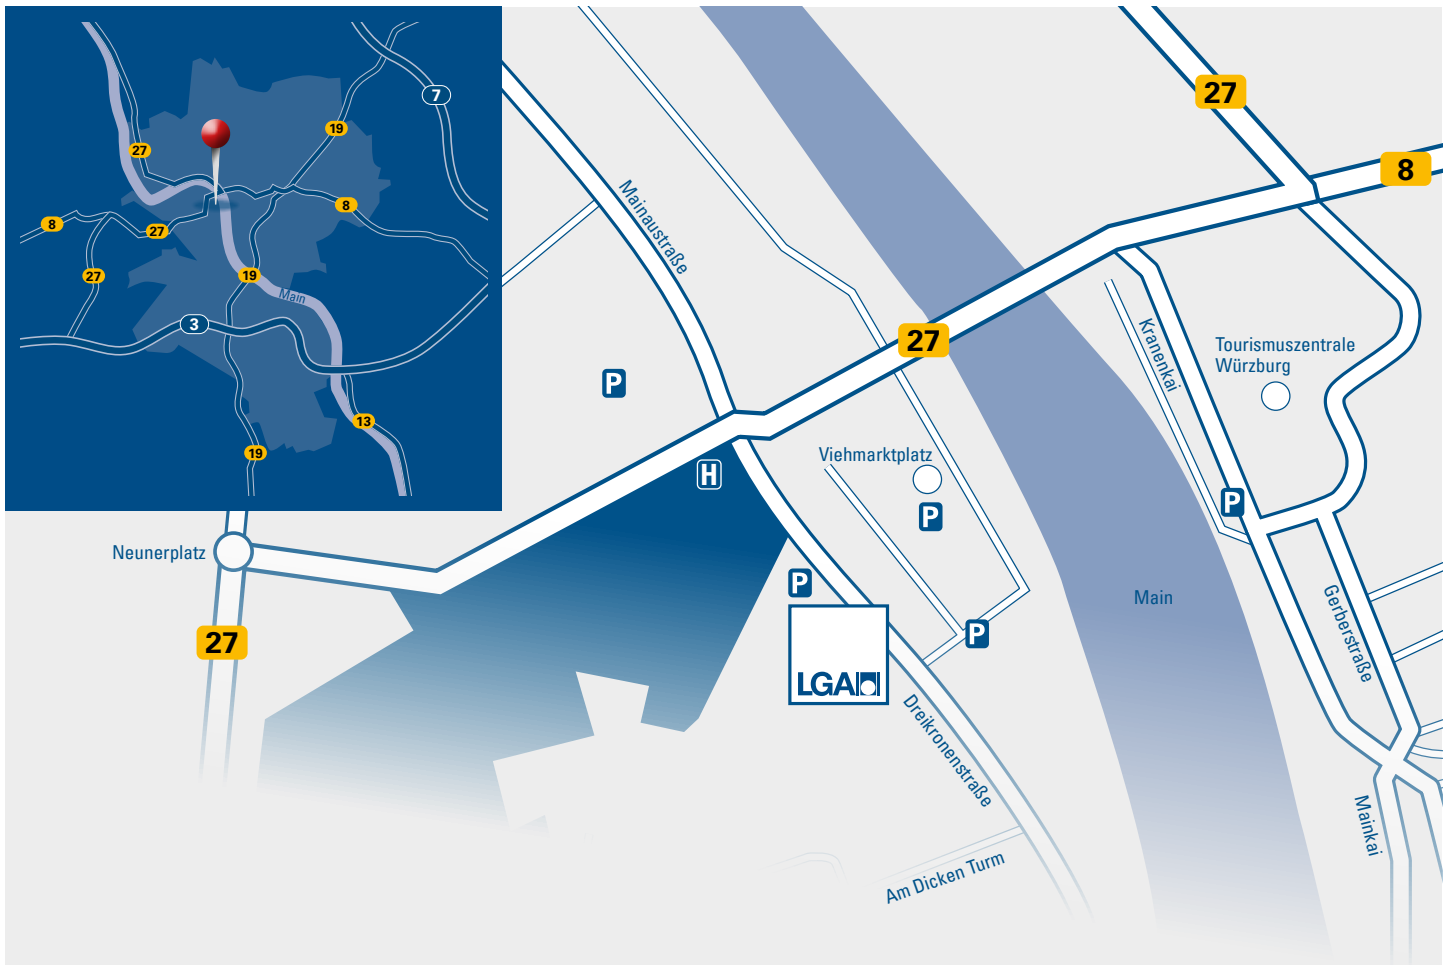 7
19
27
8
8
27
27
19
Main
3
13
19
27
8
Mainaustraße
27
Kranenkai
Tourismuszentrale
Würzburg
P
Viehmarktplatz
H
P
P
Neunerplatz
P
Main
Gerberstraße
27
P
LGA
Dreikronenstraße
Mainkai
Am Dicken Turm